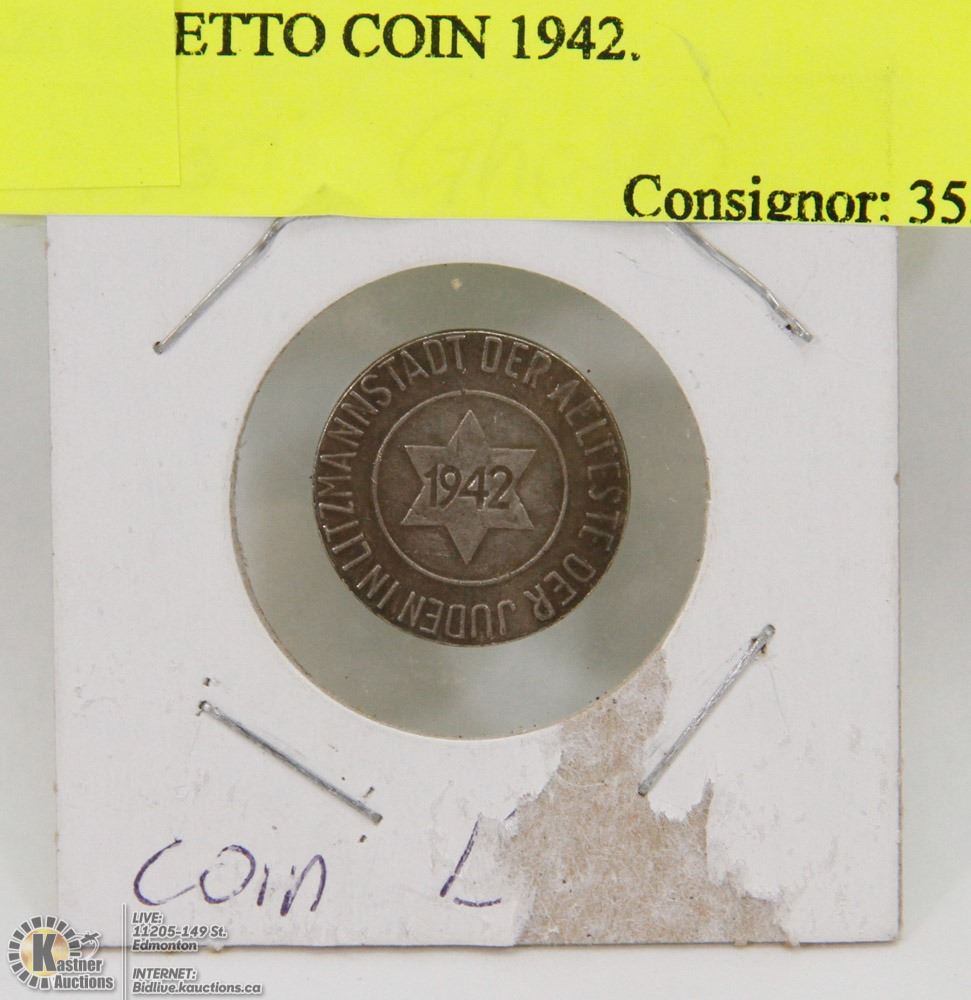 ETTO COIN 1942.
Consignor: 35
DER AELTESTE DER JUDEN IN LITZMANNSTADT
1942
coin
Kastner
Auctions
LIVE:
11205-149 St.
Edmonton
INTERNET:
Bidlive.kauctions.ca